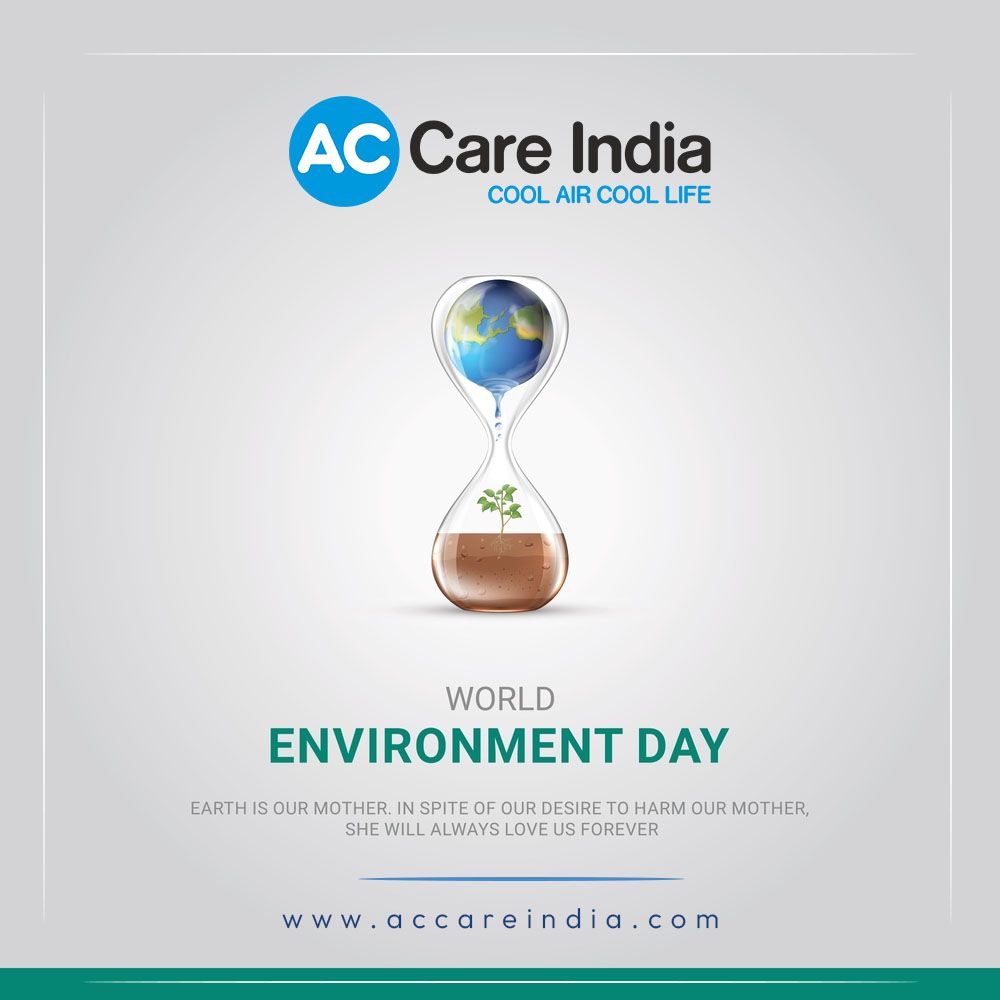 AC Care India
COOL AIR COOL LIFE
WORLD
ENVIRONMENT DAY
EARTH IS OUR MOTHER. IN SPITE OF OUR DESIRE TO HARM OUR MOTHER,
SHE WILL ALWAYS LOVE US FOREVER
www.accareindia.com